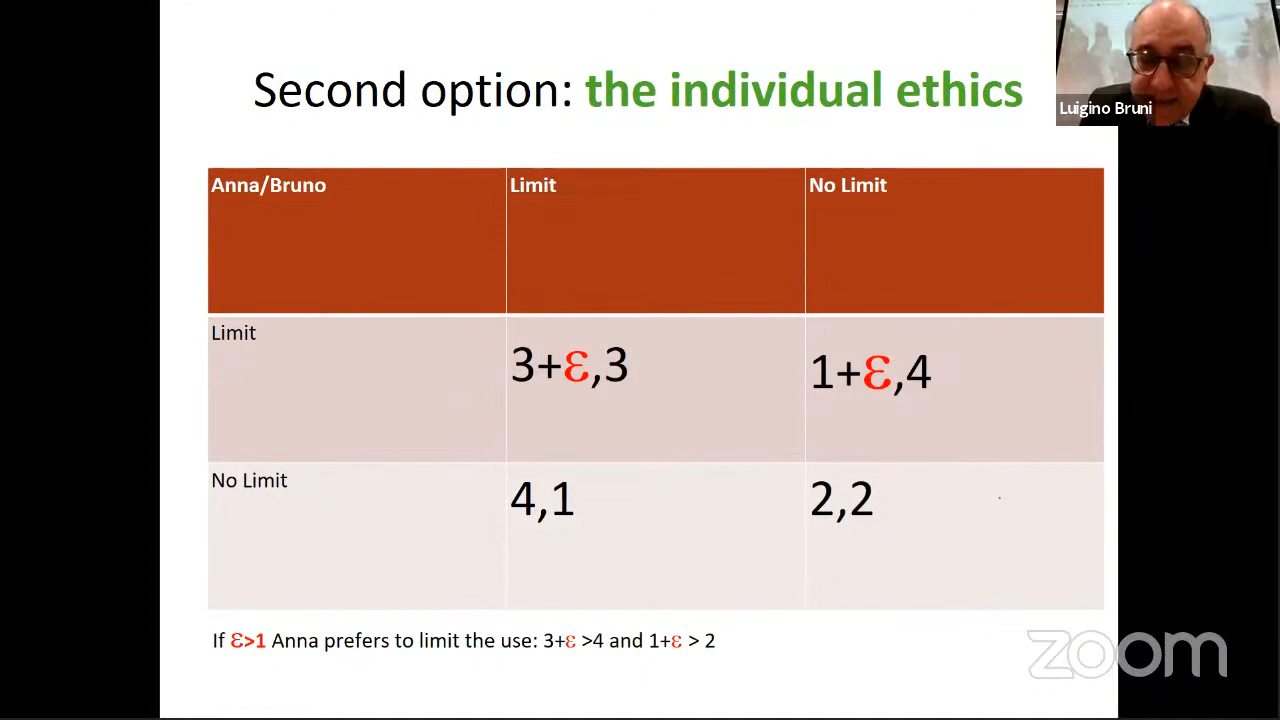 Second option: the individual ethics
Luigino Bruni
Anna/Bruno
Limit
No Limit
Limit
3+ε,3
1+ε,4
No Limit
4,1
2,2
If ε>1 Anna prefers to limit the use: 3+ε >4 and 1+ε > 2
zoom